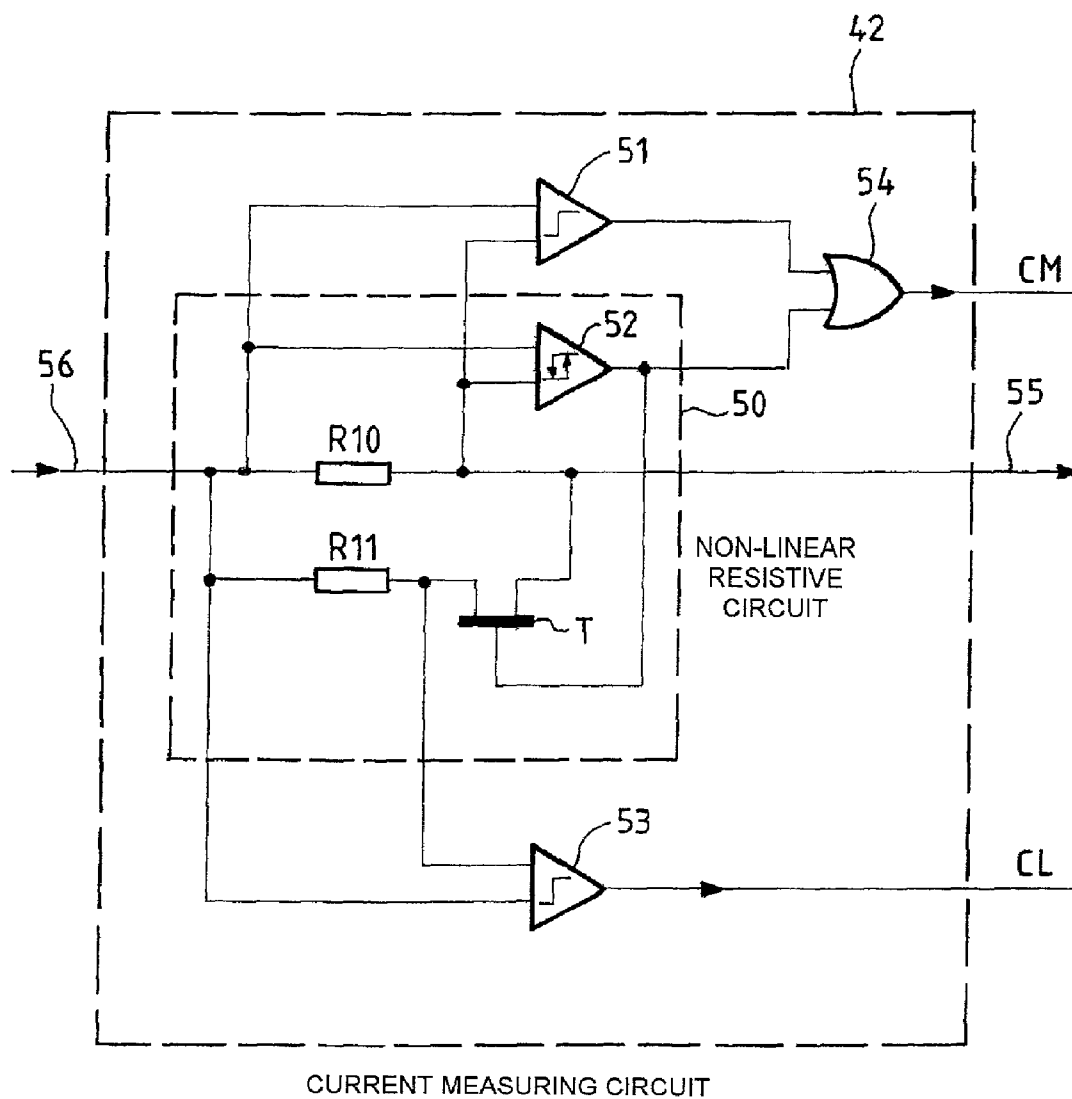 42
51
54
CM
52
56
50
55
R10
R11
NON-LINEAR
RESISTIVE
CIRCUIT
T
53
CL
CURRENT MEASURING CIRCUIT